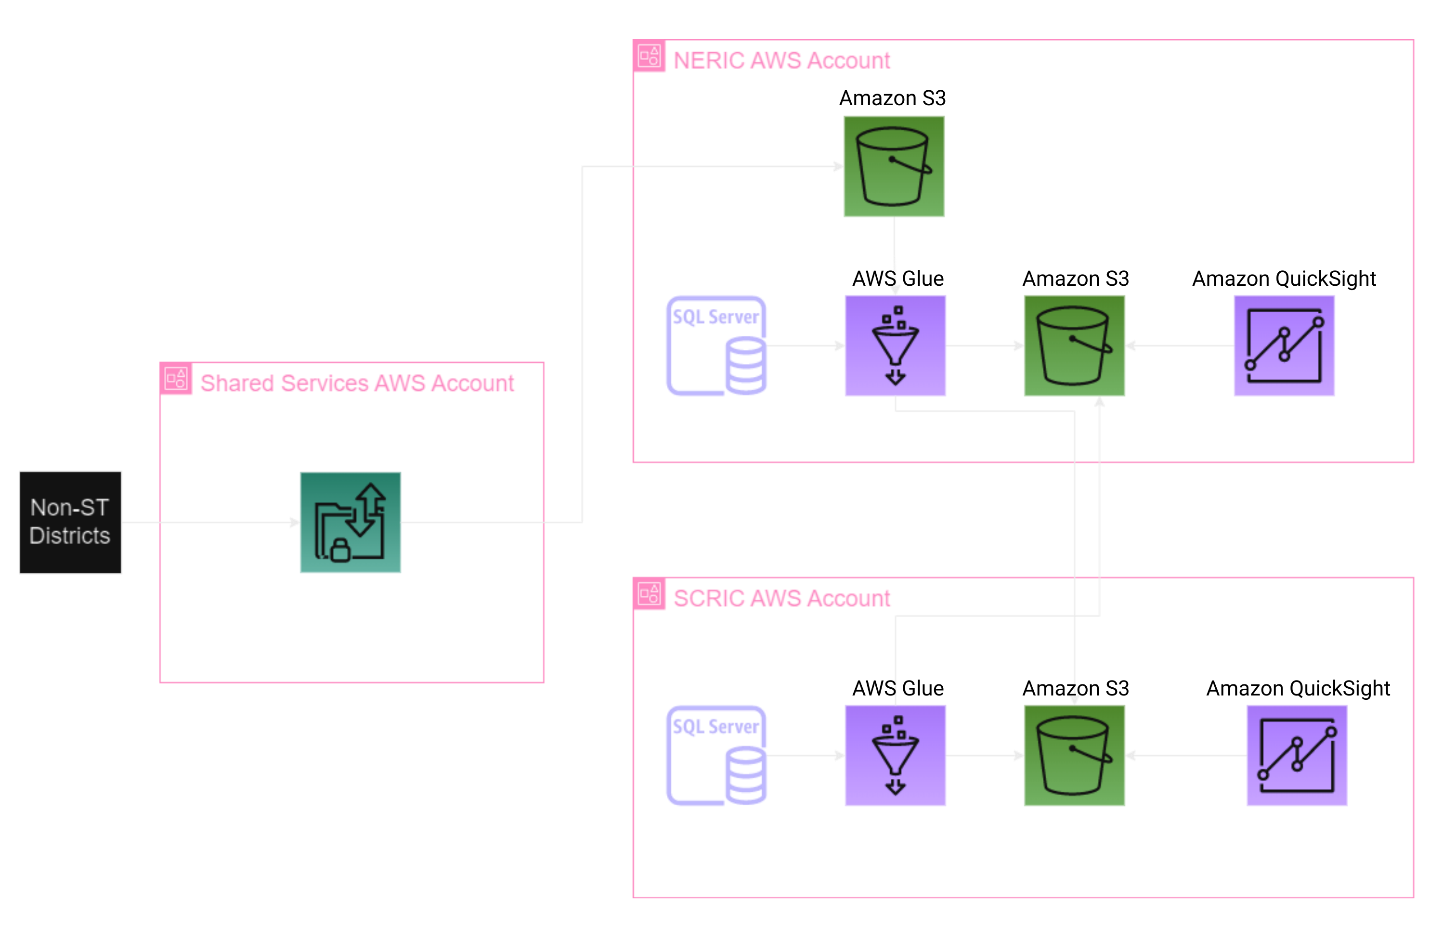 NERIC AWS Account
Amazon S3
AWS Glue
Amazon S3
Amazon QuickSight
SQL Server
Shared Services AWS Account
Non-ST
Districts
SCRIC AWS Account
AWS Glue
Amazon S3
Amazon QuickSight
SQL Server